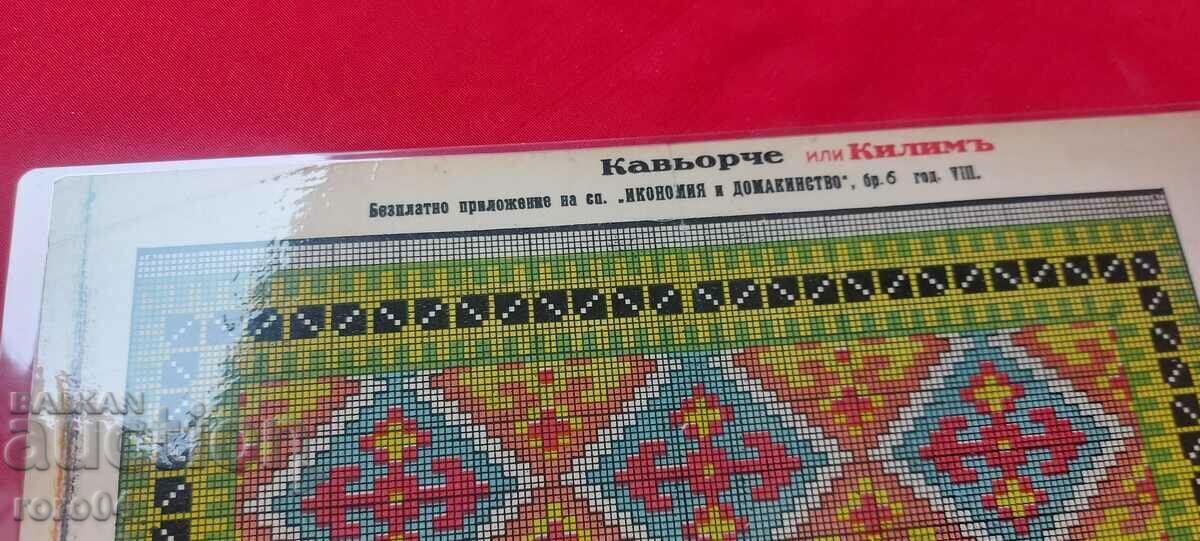 Кавьорче или Килимъ
Безплатно приложение на сп. „ИКОНОМИЯ и ДОМАКИНСТВО", бр. 6 год. VIII.
BALKAN
auction
roro04